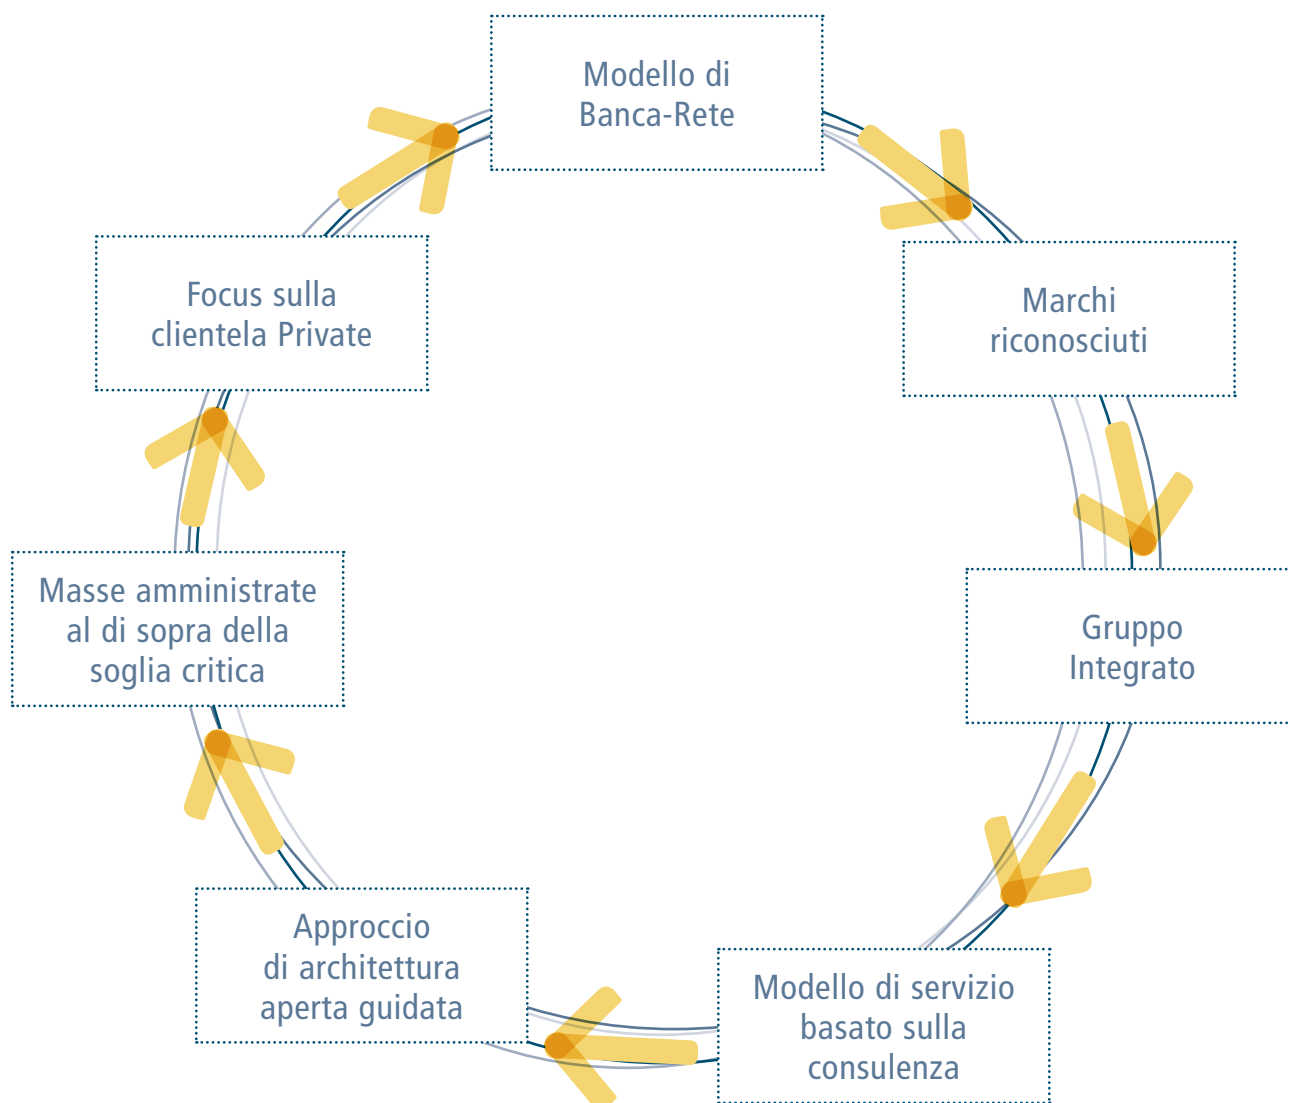 Modello di
Banca-Rete
Marchi
riconosciuti
Gruppo
Integrato
Modello di servizio
basato sulla
consulenza
Approccio
di architettura
aperta guidata
Masse amministrate
al di sopra della
soglia critica
Focus sulla
clientela Private